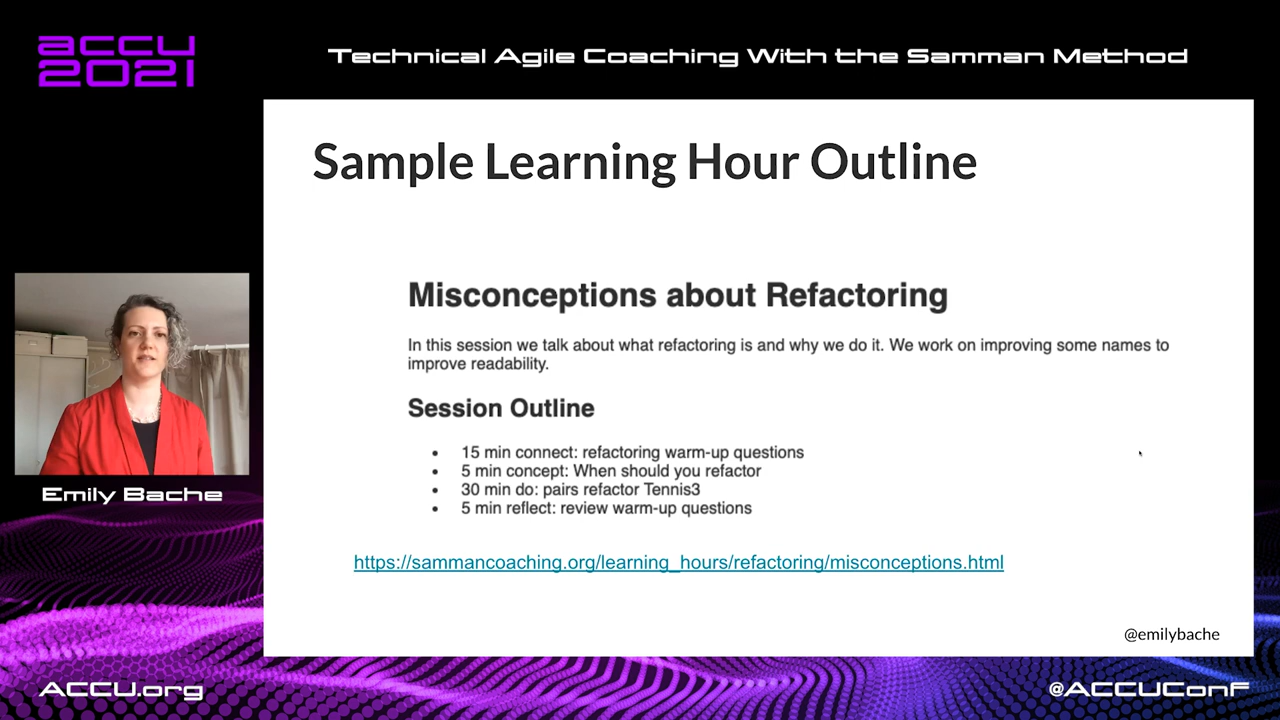 accu
2021
Technical Agile Coaching With the Samman Method
Sample Learning Hour Outline
Misconceptions about Refactoring
In this session we talk about what refactoring is and why we do it. We work on improving some names to
improve readability.
Session Outline
• 15 min connect: refactoring warm-up questions
• 5 min concept: When should you refactor
• 30 min do: pairs refactor Tennis3
• 5 min reflect: review warm-up questions
https://sammancoaching.org/learning_hours/refactoring/misconceptions.html
@emilybache
Emily Bache
ACCU.org
@ACCUConf